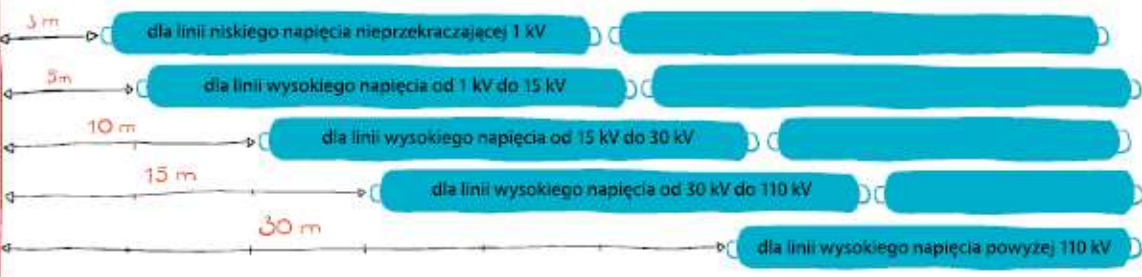 3 m
dla linii niskiego napięcia nieprzekraczającej 1 kV
5m
dla linii wysokiego napięcia od 1 kV do 15 kV
10 m
dla linii wysokiego napięcia od 15 kV do 30 kV
15 m
dla linii wysokiego napięcia od 30 kV do 110 kV
30 m
dla linii wysokiego napięcia powyżej 110 kV